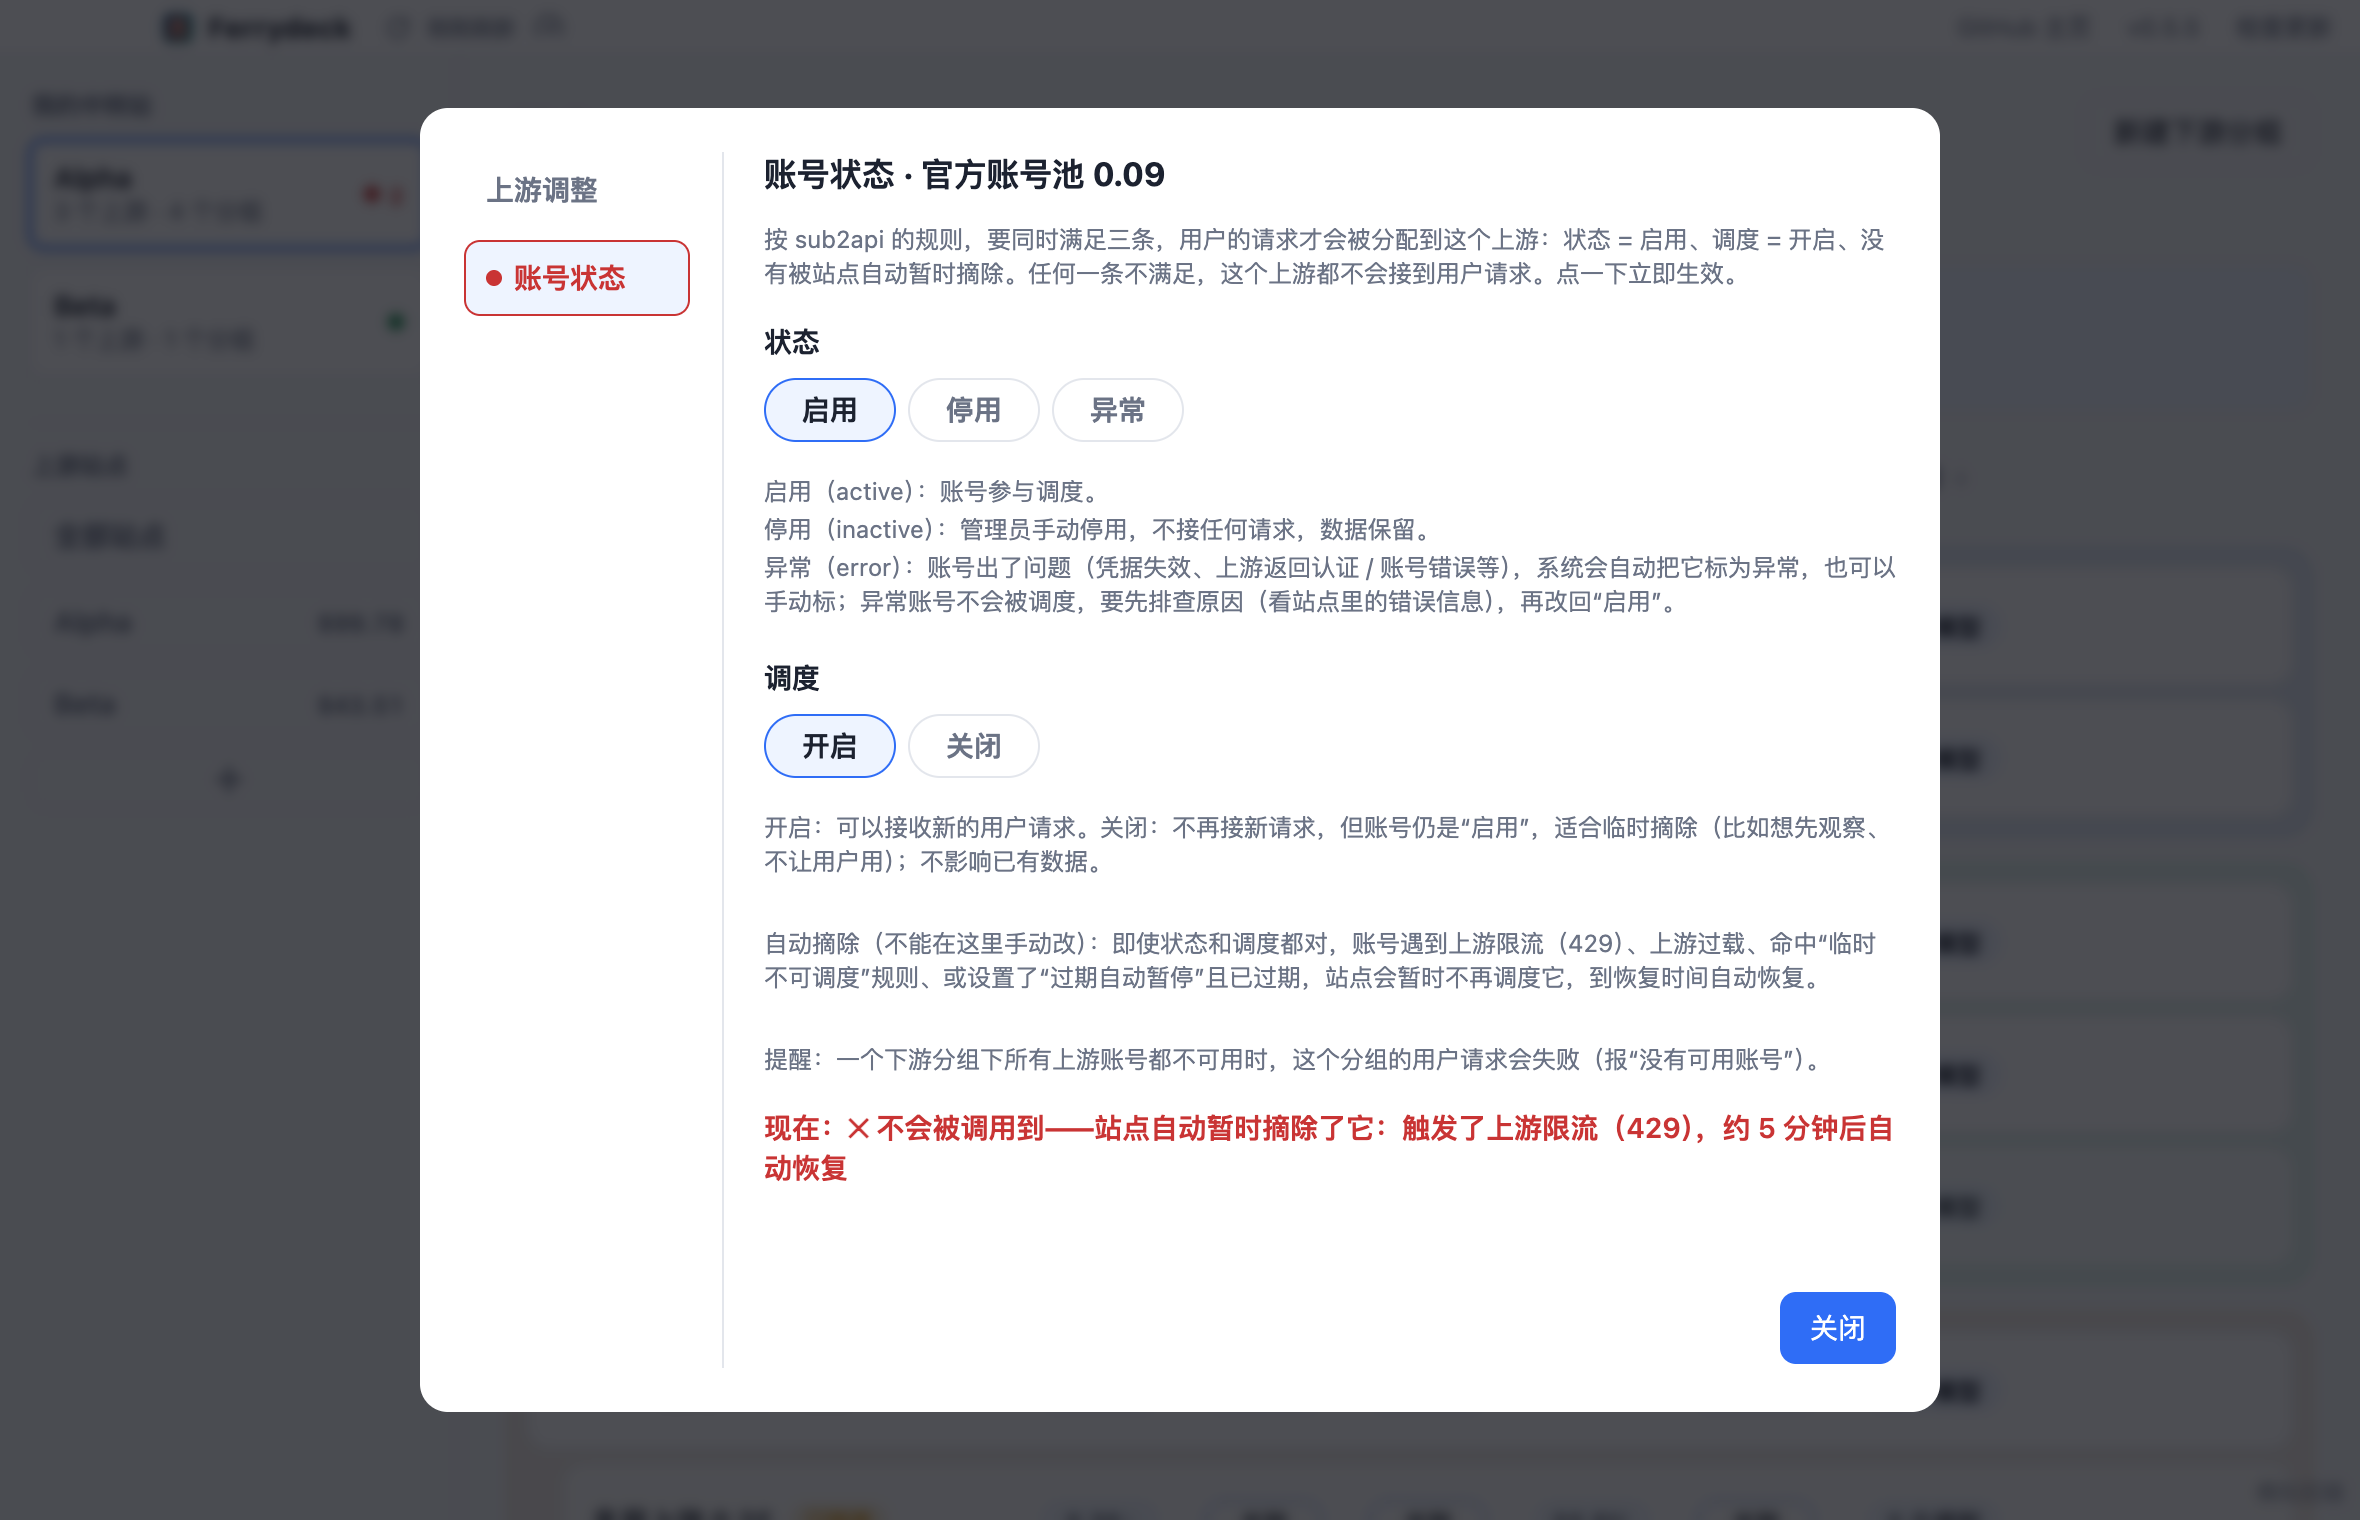 Ferrydeck
Alpha
Beta
Alpha
Beta
上游调整
账号状态
账号状态 · 官方账号池 0.09
按 sub2api 的规则，要同时满足三条，用户的请求才会被分配到这个上游：状态 = 启用、调度 = 开启、没
有被站点自动暂时摘除。任何一条不满足，这个上游都不会接到用户请求。点一下立即生效。
状态
启用 停用 异常
启用（active）：账号参与调度。
停用（inactive）：管理员手动停用，不接任何请求，数据保留。
异常（error）：账号出了问题（凭据失效、上游返回认证 / 账号错误等），系统会自动把它标为异常，也可以
手动标；异常账号不会被调度，要先排查原因（看站点里的错误信息），再改回“启用”。
调度
开启 关闭
开启：可以接收新的用户请求。关闭：不再接新请求，但账号仍是“启用”，适合临时摘除（比如想先观察、
不让用户用）；不影响已有数据。
自动摘除（不能在这里手动改）：即使状态和调度都对，账号遇到上游限流（429）、上游过载、命中“临时
不可调度”规则、或设置了“过期自动暂停”且已过期，站点会暂时不再调度它，到恢复时间自动恢复。
提醒：一个下游分组下所有上游账号都不可用时，这个分组的用户请求会失败（报“没有可用账号”）。
现在：✕ 不会被调用到——站点自动暂时摘除了它：触发了上游限流（429），约 5 分钟后自
动恢复
关闭